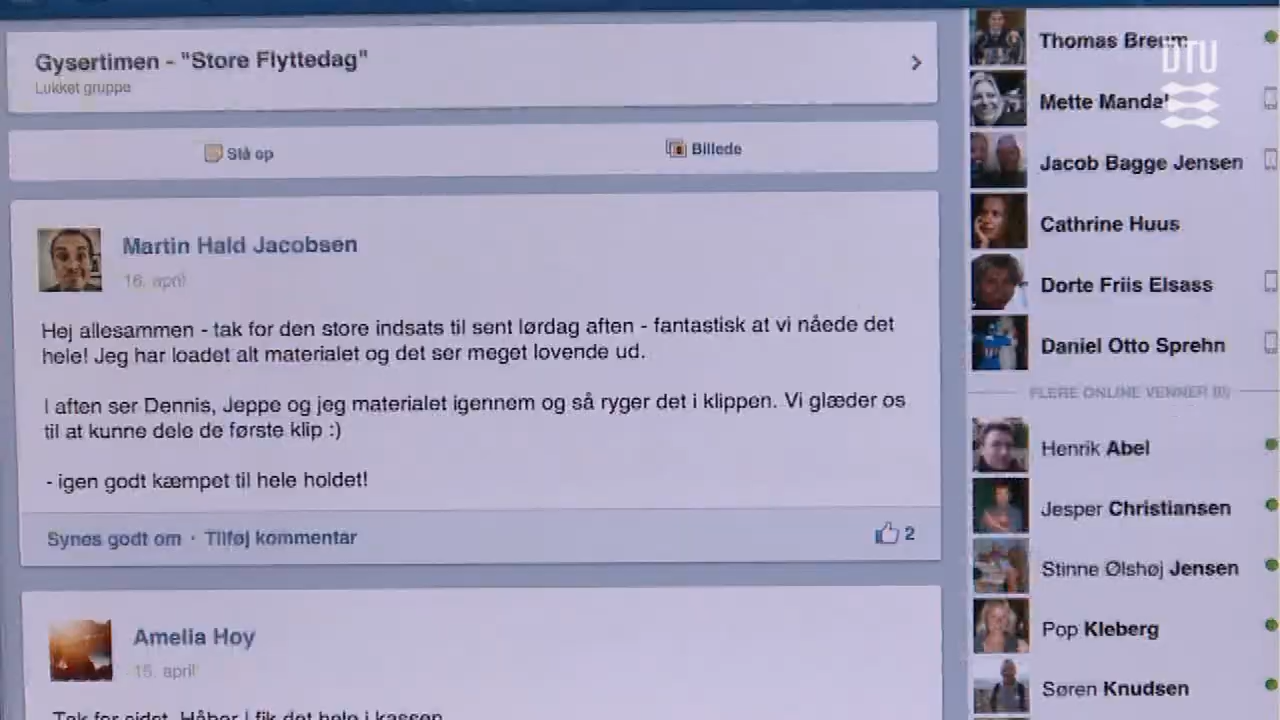 Gysertimen - "Store Flyttedag"
Lukket gruppe
Slå op
Billede
Martin Hald Jacobsen
16. april
Hej allesammen - tak for den store indsats til sent lørdag aften - fantastisk at vi nåede det
hele! Jeg har loadet alt materialet og det ser meget lovende ud.
I aften ser Dennis, Jeppe og jeg materialet igennem og så ryger det i klippen. Vi glæder os
til at kunne dele de første klip :)
- igen godt kæmpet til hele holdet!
Synes godt om · Tilføj kommentar
2
Amelia Hoy
15. april
Tak for sidst. Håber I fik det hele i kassen
Thomas Breum
DTU
Mette Mandal
Jacob Bagge Jensen
Cathrine Huus
Dorte Friis Elsass
Daniel Otto Sprehn
FLERE ONLINE VENNER
Henrik Abel
Jesper Christiansen
Stinne Ølshøj Jensen
Pop Kleberg
Søren Knudsen